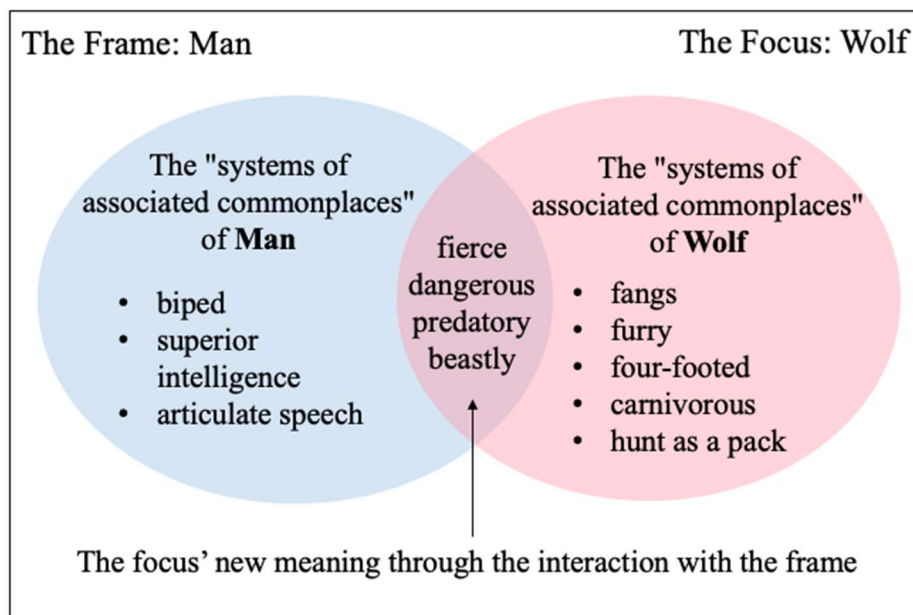 The Frame: Man
The Focus: Wolf
The "systems of
associated commonplaces"
of Man
• biped
• superior
intelligence
• articulate speech
fierce
dangerous
predatory
beastly
The "systems of
associated commonplaces"
of Wolf
• fangs
• furry
• four-footed
• carnivorous
• hunt as a pack
The focus’ new meaning through the interaction with the frame